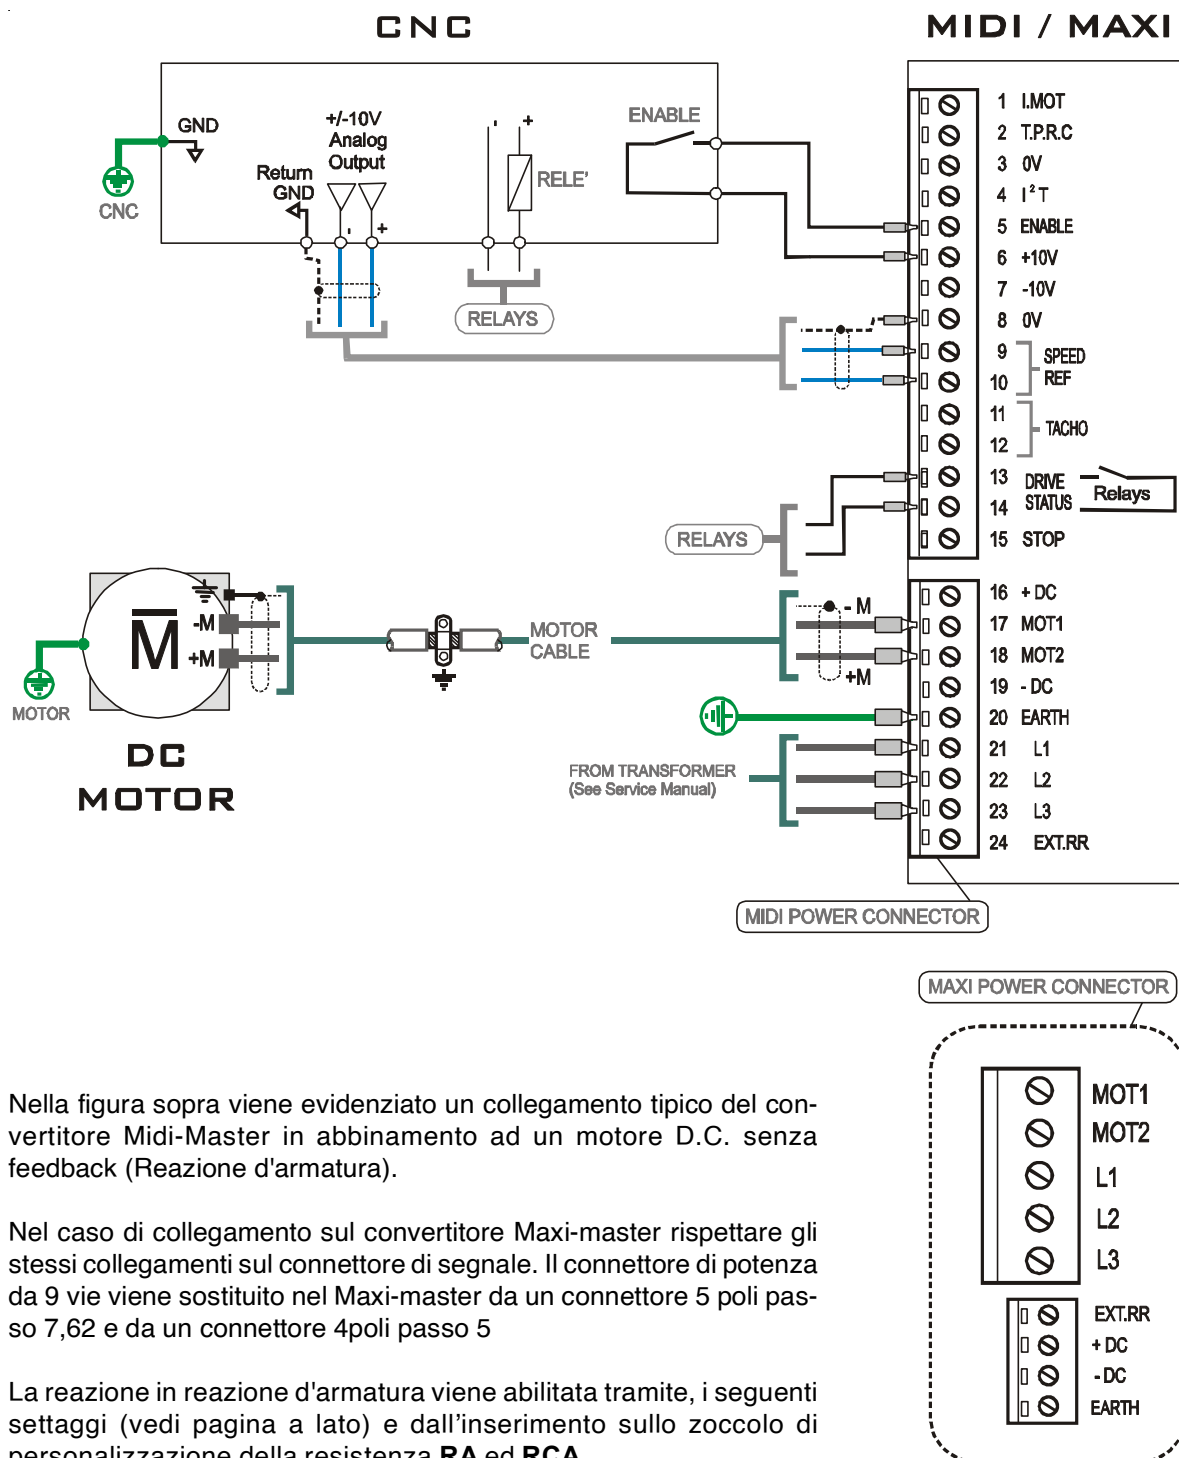 CNC
MIDI / MAXI
GND
CNC
+/-10V
Analog
Output
Return
GND
- +
- +
RELE'
ENABLE
RELAYS
1 I.MOT
2 T.P.R.C
3 0V
4 I²T
5 ENABLE
6 +10V
7 -10V
8 0V
9
10
SPEED
REF
11
12
TACHO
13
14
DRIVE
STATUS
Relays
15 STOP
RELAYS
16 + DC
17 MOT1
18 MOT2
19 - DC
20 EARTH
21 L1
22 L2
23 L3
24 EXT.RR
M
-M
+M
MOTOR
DC
MOTOR
MOTOR
CABLE
- M
+M
FROM TRANSFORMER
(See Service Manual)
MIDI POWER CONNECTOR
MAXI POWER CONNECTOR
MOT1
MOT2
L1
L2
L3
EXT.RR
+ DC
- DC
EARTH
Nella figura sopra viene evidenziato un collegamento tipico del con-
vertitore Midi-Master in abbinamento ad un motore D.C. senza
feedback (Reazione d'armatura).
Nel caso di collegamento sul convertitore Maxi-master rispettare gli
stessi collegamenti sul connettore di segnale. Il connettore di potenza
da 9 vie viene sostituito nel Maxi-master da un connettore 5 poli pas-
so 7,62 e da un connettore 4poli passo 5
La reazione in reazione d'armatura viene abilitata tramite, i seguenti
settaggi (vedi pagina a lato) e dall'inserimento sullo zoccolo di
personalizzazione della resistenza RA ed RCA